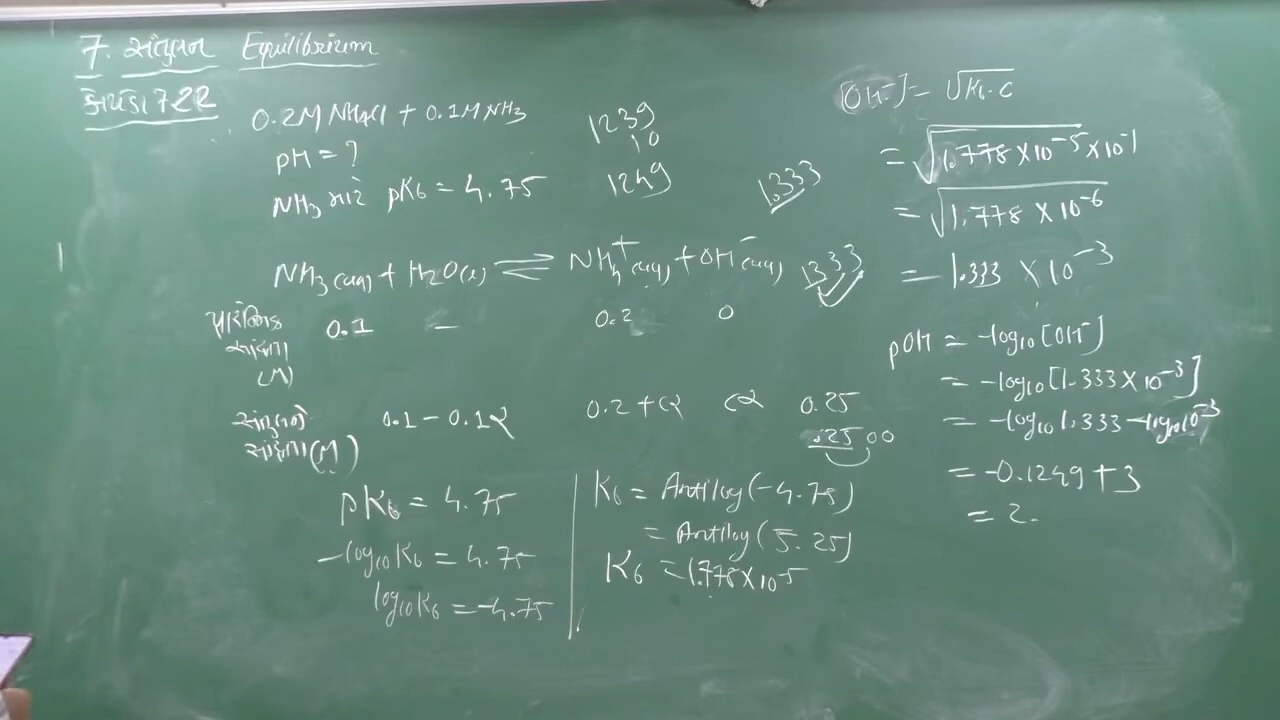 7. સંતુલન Equilibrium
કોયડો 7.22
0.2M NH4Cl + 0.1M NH3
pH = ?
NH3 માટે pKb = 4.75
1239
10
1249
1.333
NH3(aq) + H2O(l) ⇌ NH4+(aq) + OH-(aq)
1333
પ્રારંભિક 0.1 — 0.2 0
સાંદ્રતા
(M)
0.1 - 0.1α 0.2 + α α 0.25
સાંદ્રતા (M) .2500
pKb = 4.75
-log10 Kb = 4.75
log10 Kb = -4.75
Kb = Antilog(-4.75)
= Antilog(5̄.25)
Kb = 1.778 × 10-5
[OH-] = √Kb·C
= √1.778 × 10-5 × 10-1
= √1.778 × 10-6
= 1.333 × 10-3
pOH = -log10 [OH-]
= -log10 [1.333 × 10-3]
= -log10 1.333 - log10 10-3
= -0.1249 + 3
= 2.